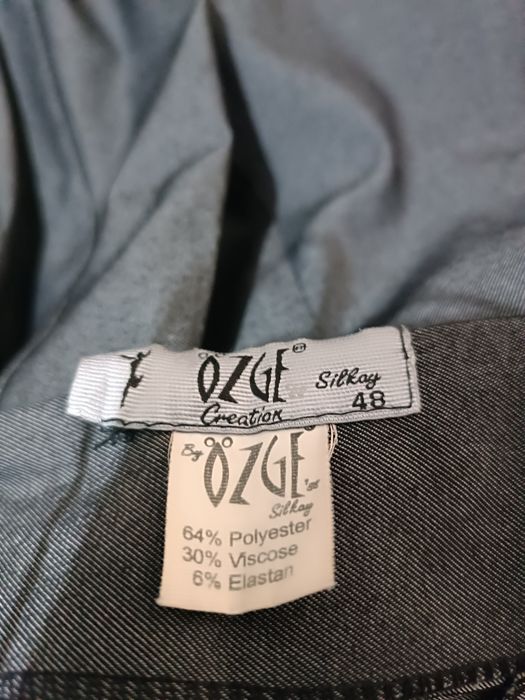 ÖZGE ® Silkay
Creation 48
By ÖZGE
Silkay
64% Polyester
30% Viscose
6% Elastan